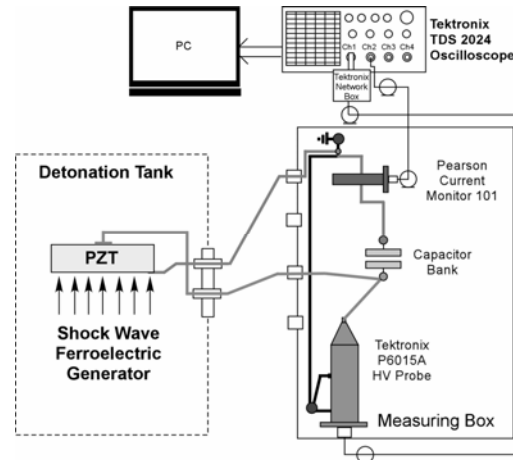 PC
Tektronix
TDS 2024
Oscilloscope
Ch1 Ch2 Ch3 Ch4
Tektronix
Network
Box
Detonation Tank
PZT
Shock Wave
Ferroelectric
Generator
Pearson
Current
Monitor 101
Capacitor
Bank
Tektronix
P6015A
HV Probe
Measuring Box